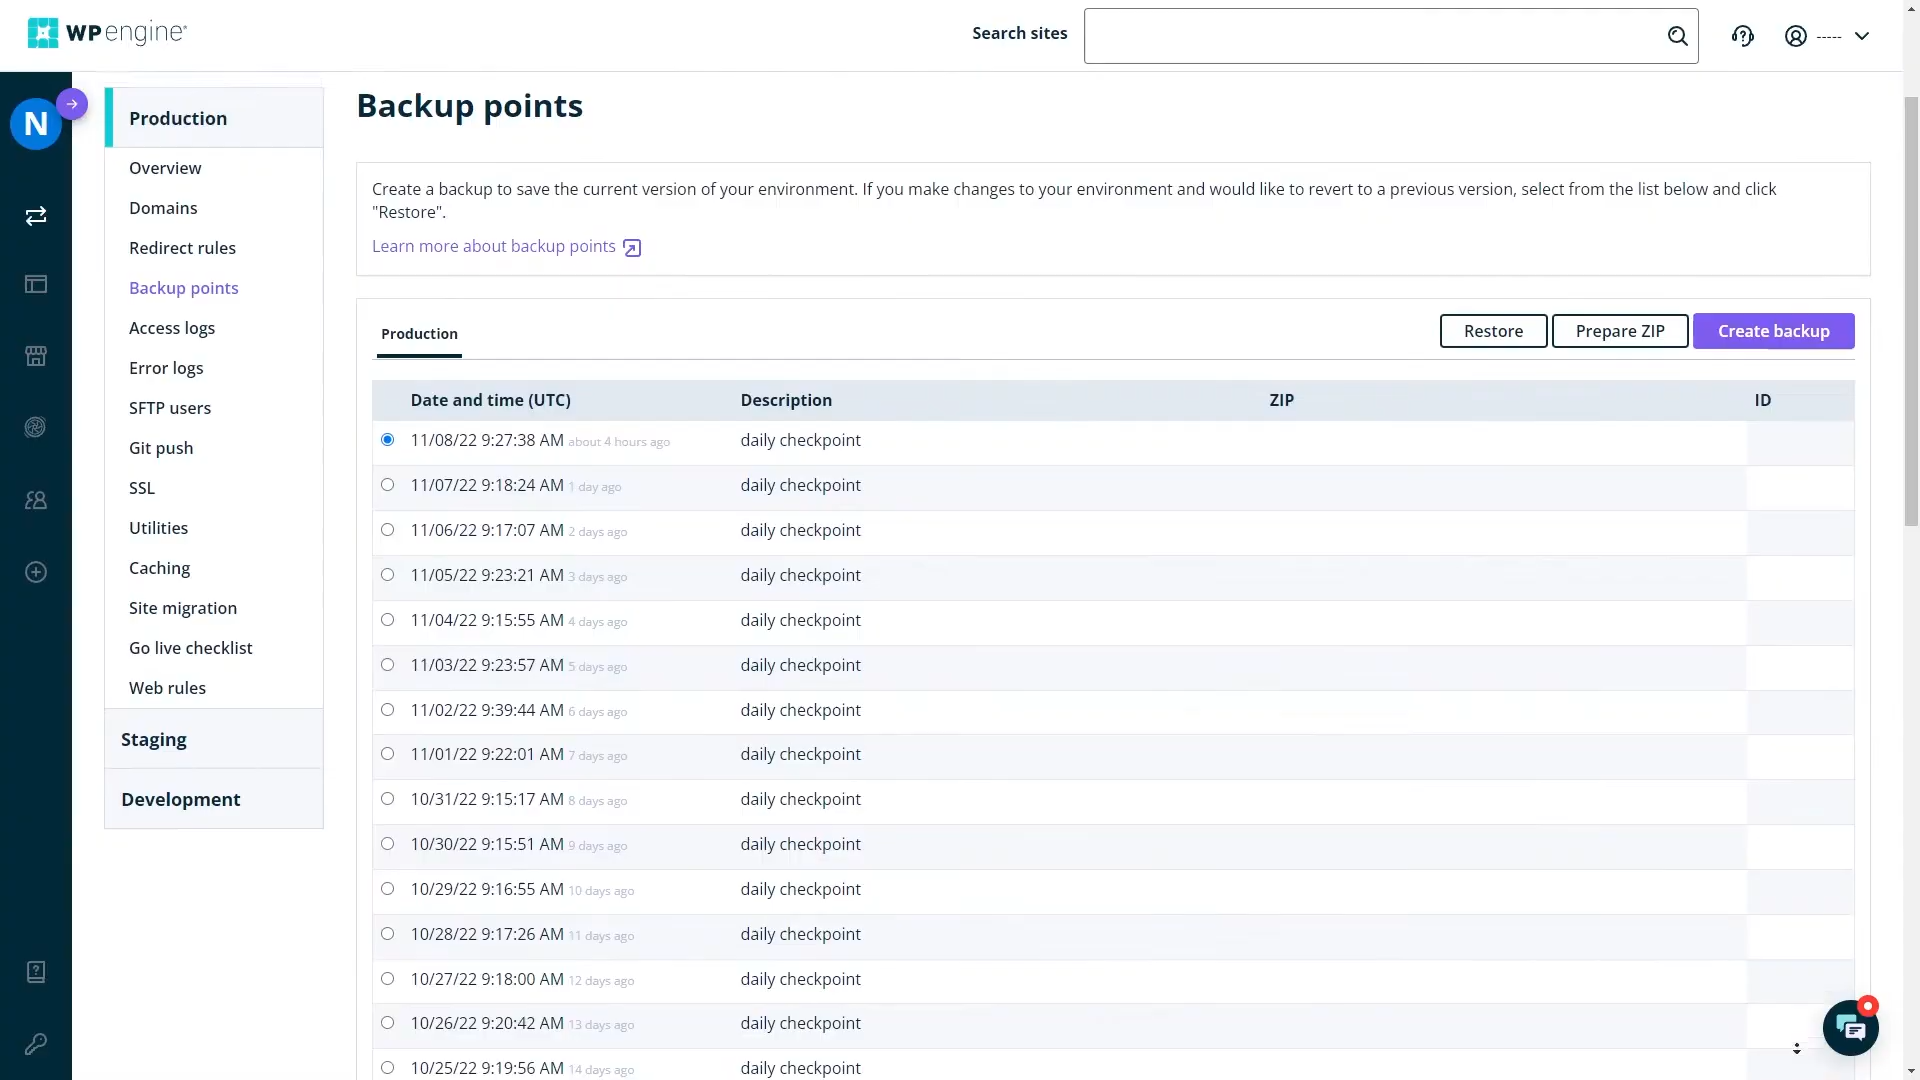 WP engine®
Search sites
-----
N
Production
Overview
Domains
Redirect rules
Backup points
Access logs
Error logs
SFTP users
Git push
SSL
Utilities
Caching
Site migration
Go live checklist
Web rules
Staging
Development
Backup points
Create a backup to save the current version of your environment. If you make changes to your environment and would like to revert to a previous version, select from the list below and click
"Restore".
Learn more about backup points
Production
Restore
Prepare ZIP
Create backup
Date and time (UTC) Description ZIP ID
11/08/22 9:27:38 AM about 4 hours ago daily checkpoint
11/07/22 9:18:24 AM 1 day ago daily checkpoint
11/06/22 9:17:07 AM 2 days ago daily checkpoint
11/05/22 9:23:21 AM 3 days ago daily checkpoint
11/04/22 9:15:55 AM 4 days ago daily checkpoint
11/03/22 9:23:57 AM 5 days ago daily checkpoint
11/02/22 9:39:44 AM 6 days ago daily checkpoint
11/01/22 9:22:01 AM 7 days ago daily checkpoint
10/31/22 9:15:17 AM 8 days ago daily checkpoint
10/30/22 9:15:51 AM 9 days ago daily checkpoint
10/29/22 9:16:55 AM 10 days ago daily checkpoint
10/28/22 9:17:26 AM 11 days ago daily checkpoint
10/27/22 9:18:00 AM 12 days ago daily checkpoint
10/26/22 9:20:42 AM 13 days ago daily checkpoint
10/25/22 9:19:56 AM 14 days ago daily checkpoint